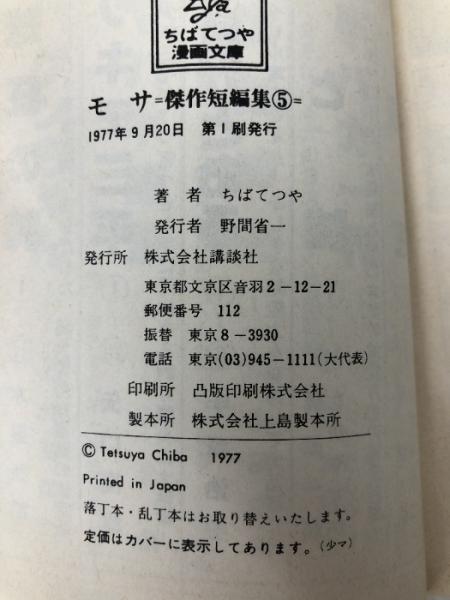 ちばてつや
漫画文庫
モサ=傑作短編集⑤=
1977年9月20日 第1刷発行
著者 ちばてつや
発行者 野間省一
発行所 株式会社講談社
東京都文京区音羽2-12-21
郵便番号 112
振替 東京8-3930
電話 東京(03)945-1111(大代表)
印刷所 凸版印刷株式会社
製本所 株式会社上島製本所
© Tetsuya Chiba 1977
Printed in Japan
落丁本・乱丁本はお取り替えいたします。
定価はカバーに表示してあります。(少マ)